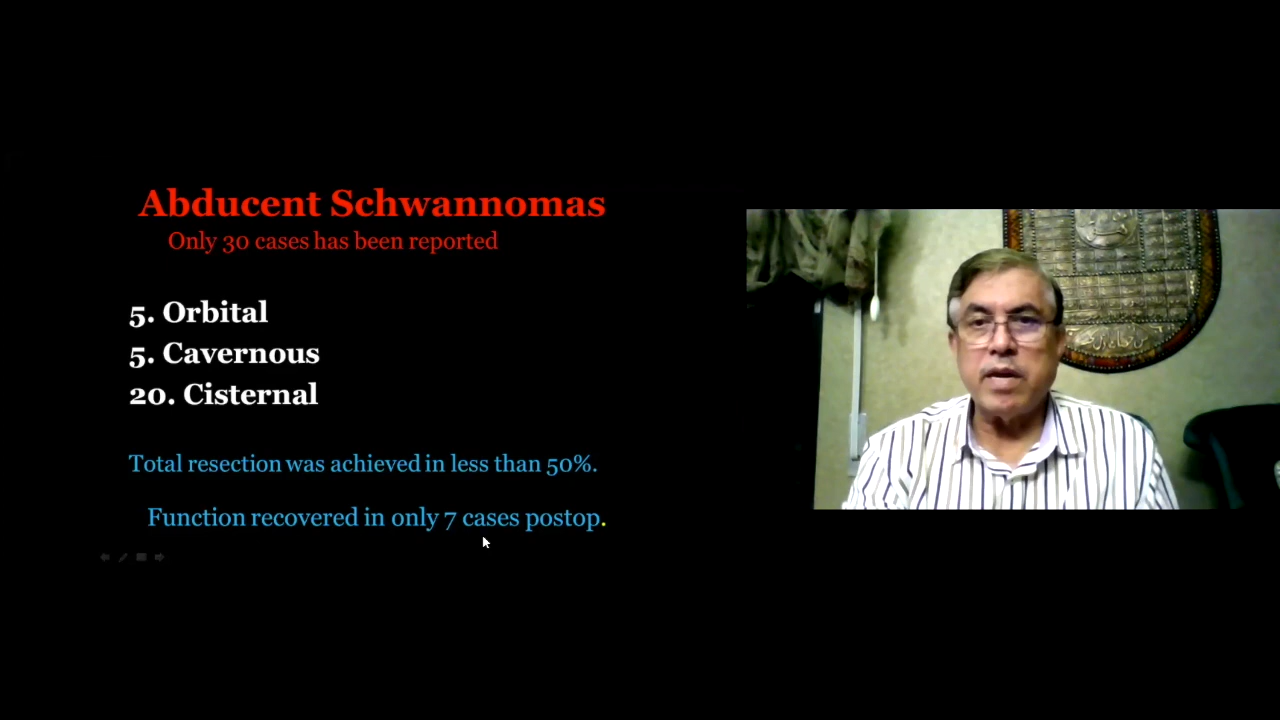 Abducent Schwannomas
Only 30 cases has been reported
5. Orbital
5. Cavernous
20. Cisternal
Total resection was achieved in less than 50%.
Function recovered in only 7 cases postop.